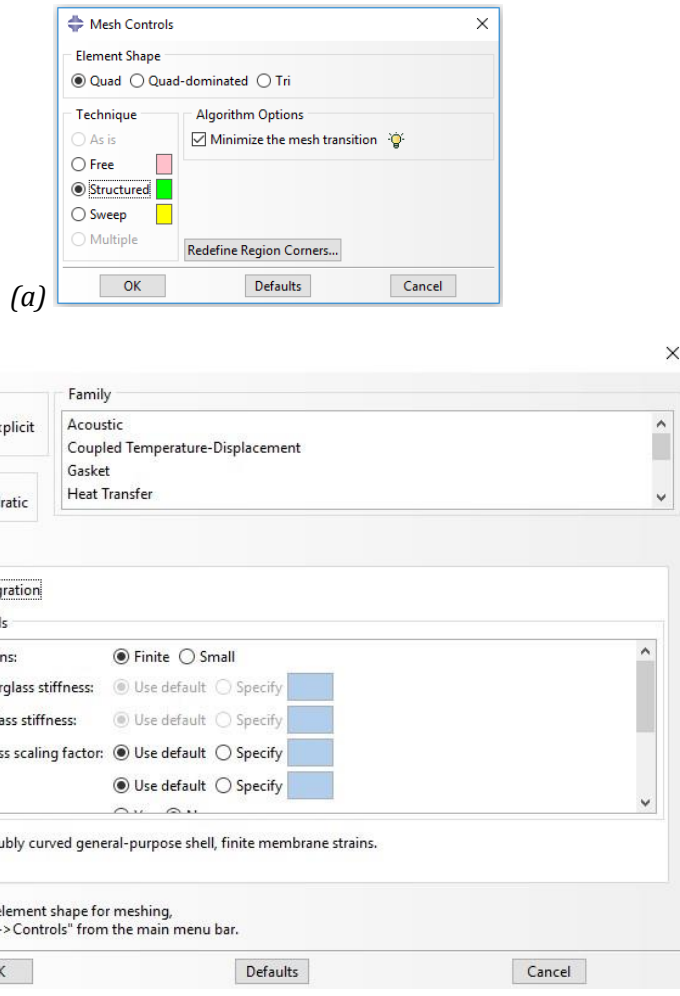 Mesh Controls
Element Shape
Quad Quad-dominated Tri
Technique Algorithm Options
As is Minimize the mesh transition
Free
Structured
Sweep
Multiple
Redefine Region Corners...
(a) OK Defaults Cancel
Family
plicit Acoustic
Coupled Temperature-Displacement
Gasket
ratic Heat Transfer
gration
ls
ns: Finite Small
rglass stiffness: Use default Specify
ass stiffness: Use default Specify
ss scaling factor: Use default Specify
Use default Specify
ubly curved general-purpose shell, finite membrane strains.
element shape for meshing,
->Controls" from the main menu bar.
K Defaults Cancel